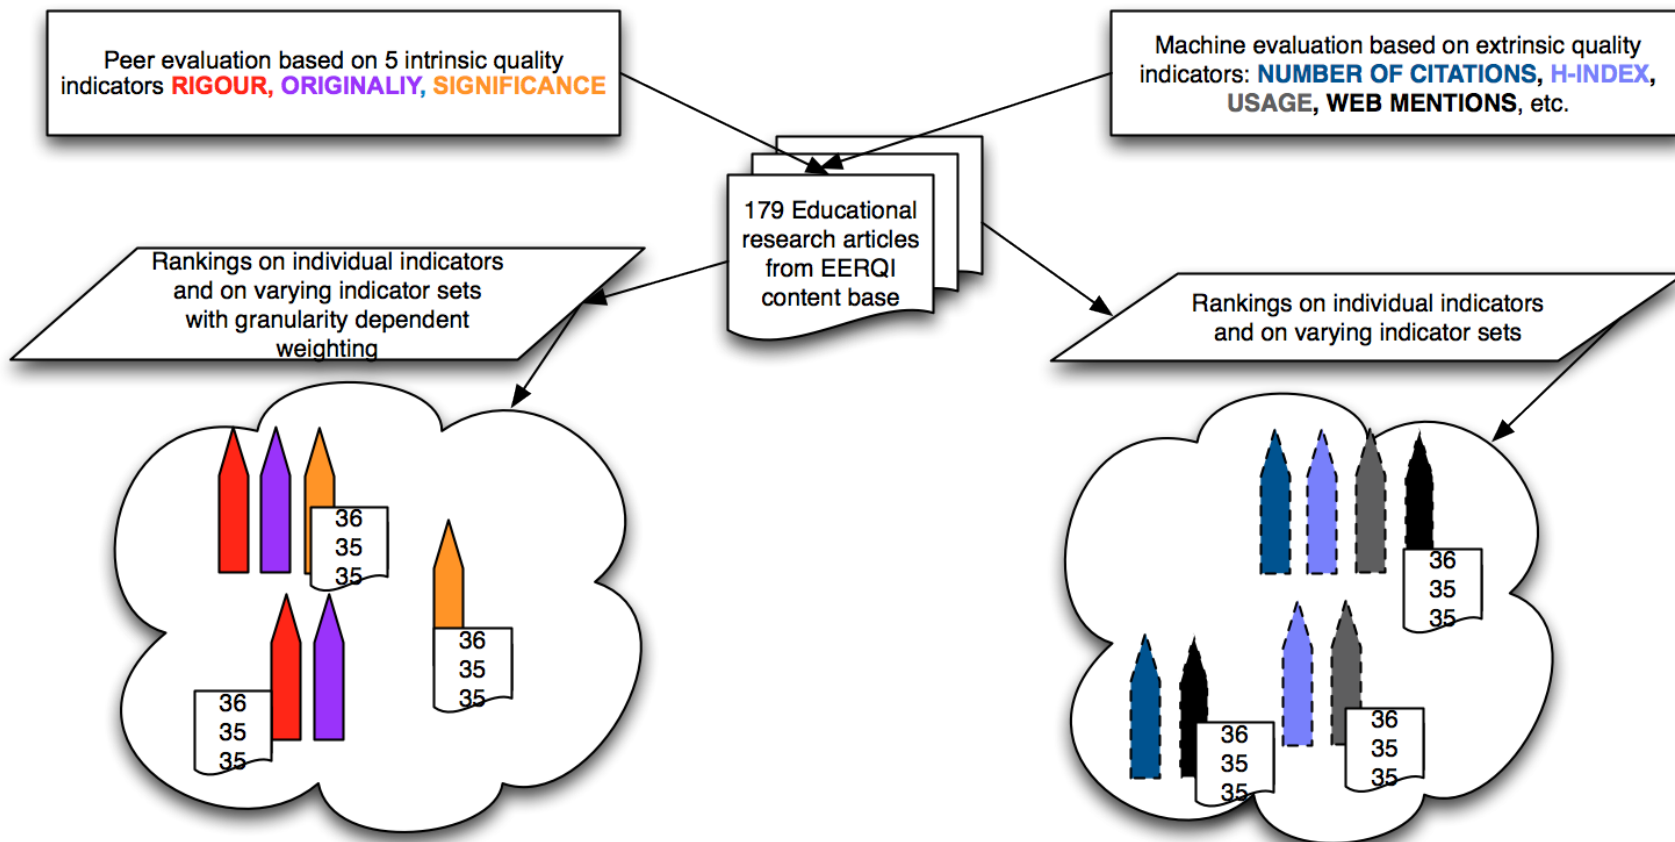 Peer evaluation based on 5 intrinsic quality
indicators RIGOUR, ORIGINALIY, SIGNIFICANCE
Machine evaluation based on extrinsic quality
indicators: NUMBER OF CITATIONS, H-INDEX,
USAGE, WEB MENTIONS, etc.
179 Educational
research articles
from EERQI
content base
Rankings on individual indicators
and on varying indicator sets
with granularity dependent
weighting
Rankings on individual indicators
and on varying indicator sets
36
35
35
36
35
35
36
35
35
36
35
35
36
35
35
36
35
35